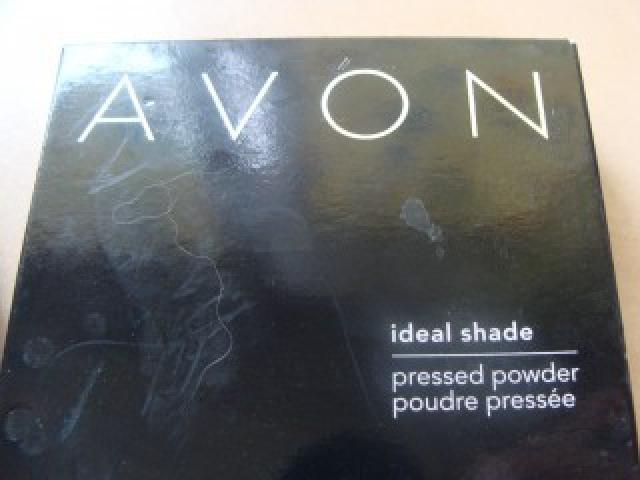 AVON
ideal shade
pressed powder
poudre pressée